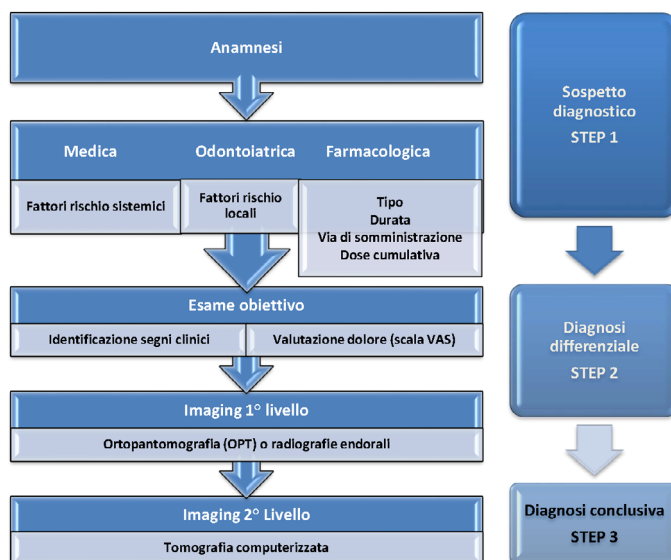 Anamnesi
Medica
Odontoiatrica
Farmacologica
Fattori rischio sistemici
Fattori rischio
locali
Tipo
Durata
Via di somministrazione
Dose cumulativa
Esame obiettivo
Identificazione segni clinici
Valutazione dolore (scala VAS)
Imaging 1° livello
Ortopantomografia (OPT) o radiografie endorali
Imaging 2° Livello
Tomografia computerizzata
Sospetto
diagnostico
STEP 1
Diagnosi
differenziale
STEP 2
Diagnosi conclusiva
STEP 3